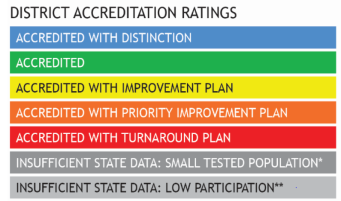 DISTRICT ACCREDITATION RATINGS
ACCREDITED WITH DISTINCTION
ACCREDITED
ACCREDITED WITH IMPROVEMENT PLAN
ACCREDITED WITH PRIORITY IMPROVEMENT PLAN
ACCREDITED WITH TURNAROUND PLAN
INSUFFICIENT STATE DATA: SMALL TESTED POPULATION*
INSUFFICIENT STATE DATA: LOW PARTICIPATION**